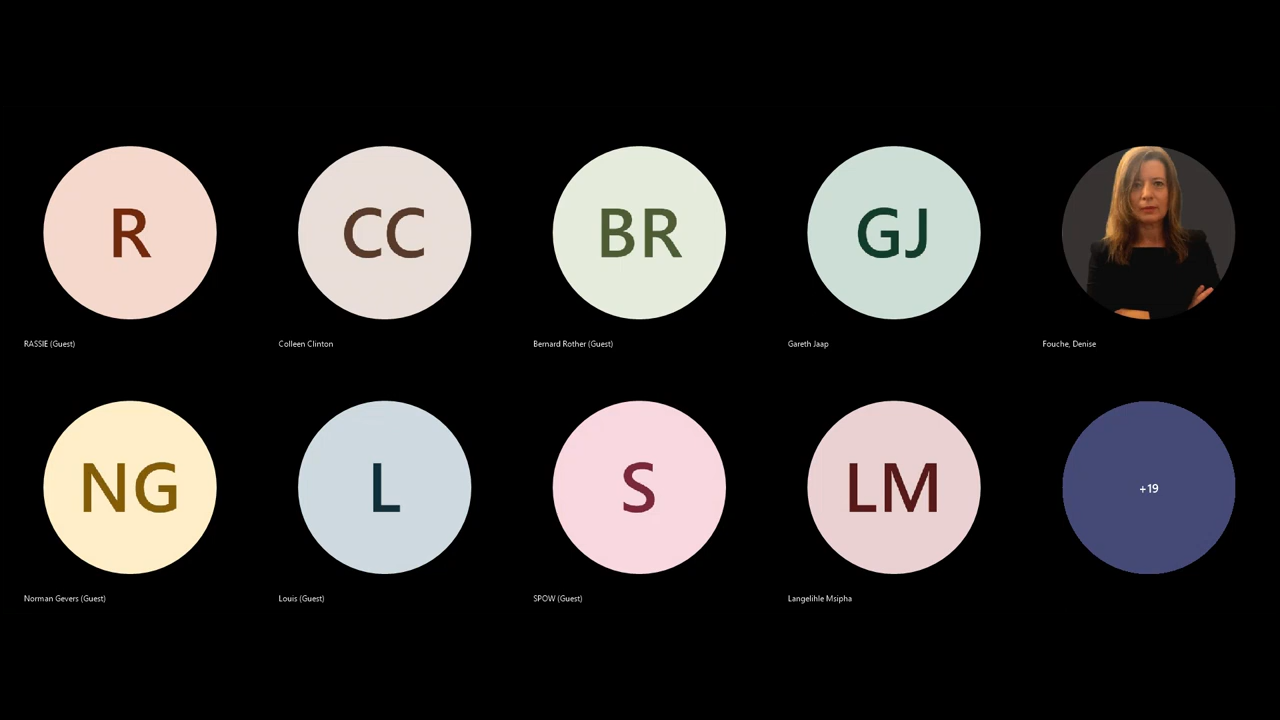 R
CC
BR
GJ
RASSIE (Guest)
Colleen Clinton
Bernard Rother (Guest)
Gareth Jaap
Fouche, Denise
NG
L
S
LM
+19
Norman Gevers (Guest)
Louis (Guest)
SPOW (Guest)
Langelihle Msipha